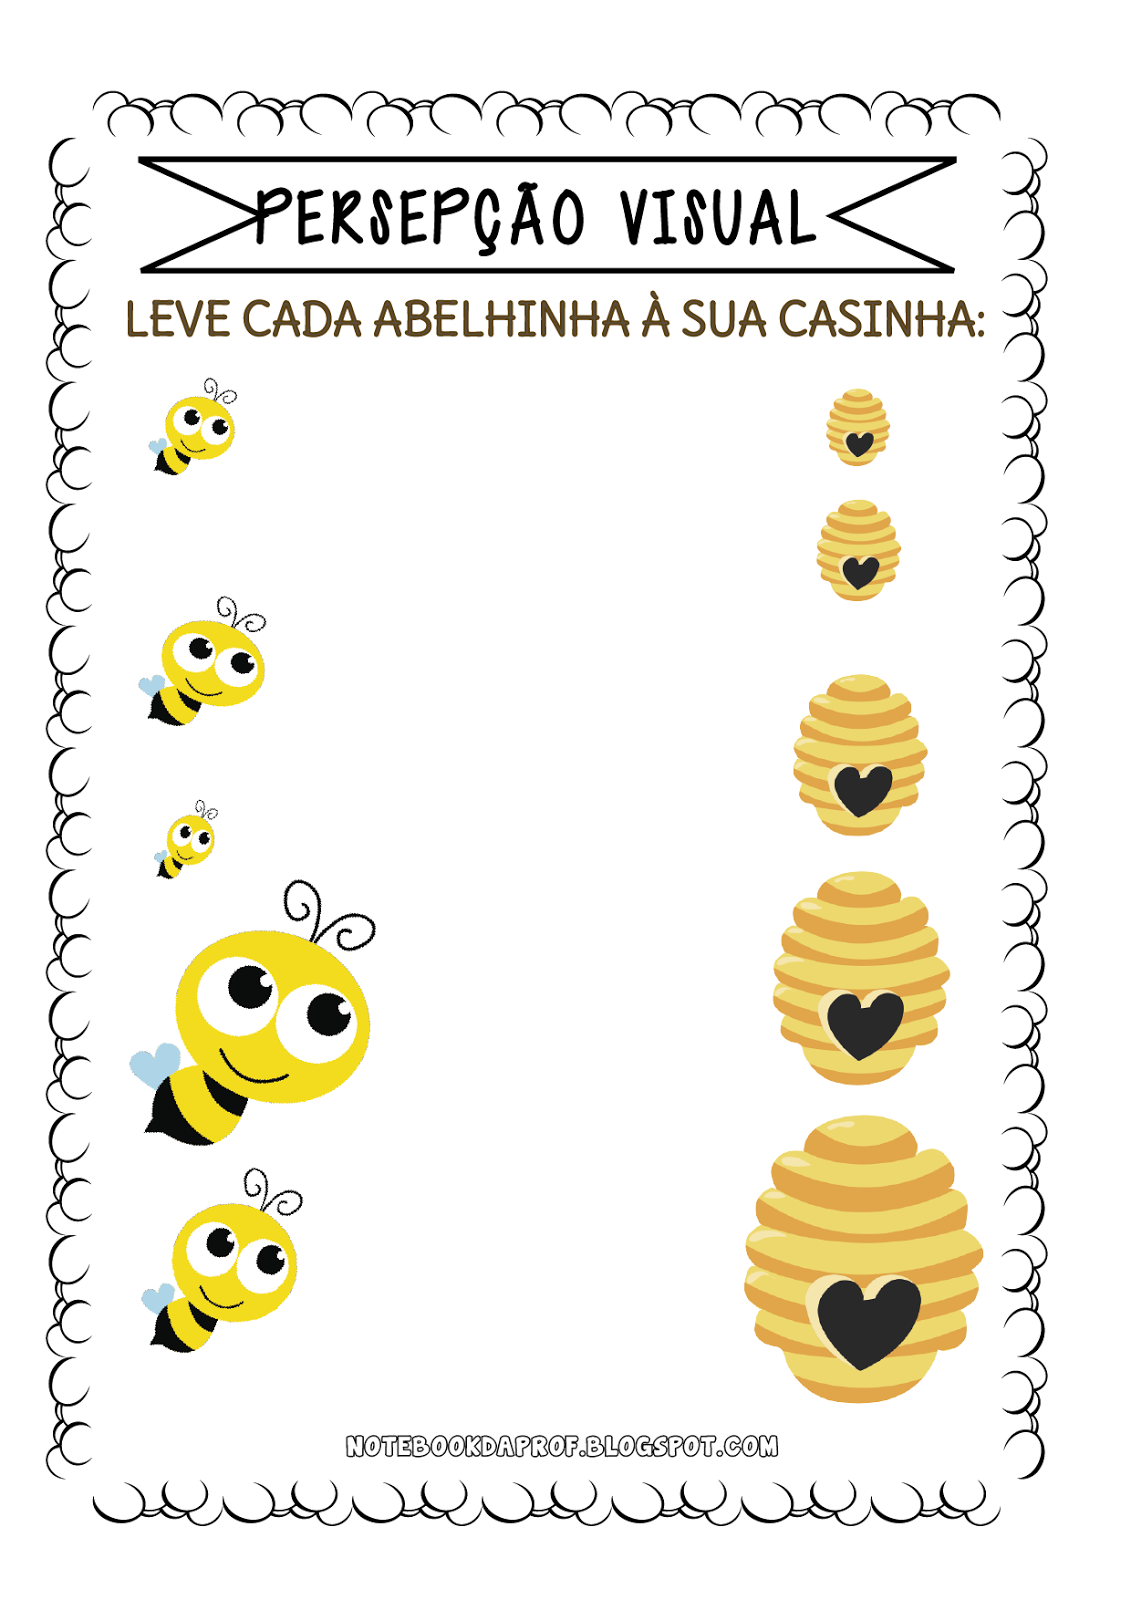 PERSEPÇÃO VISUAL
LEVE CADA ABELHINHA À SUA CASINHA:
NOTEBOOKDAPROF.BLOGSPOT.COM